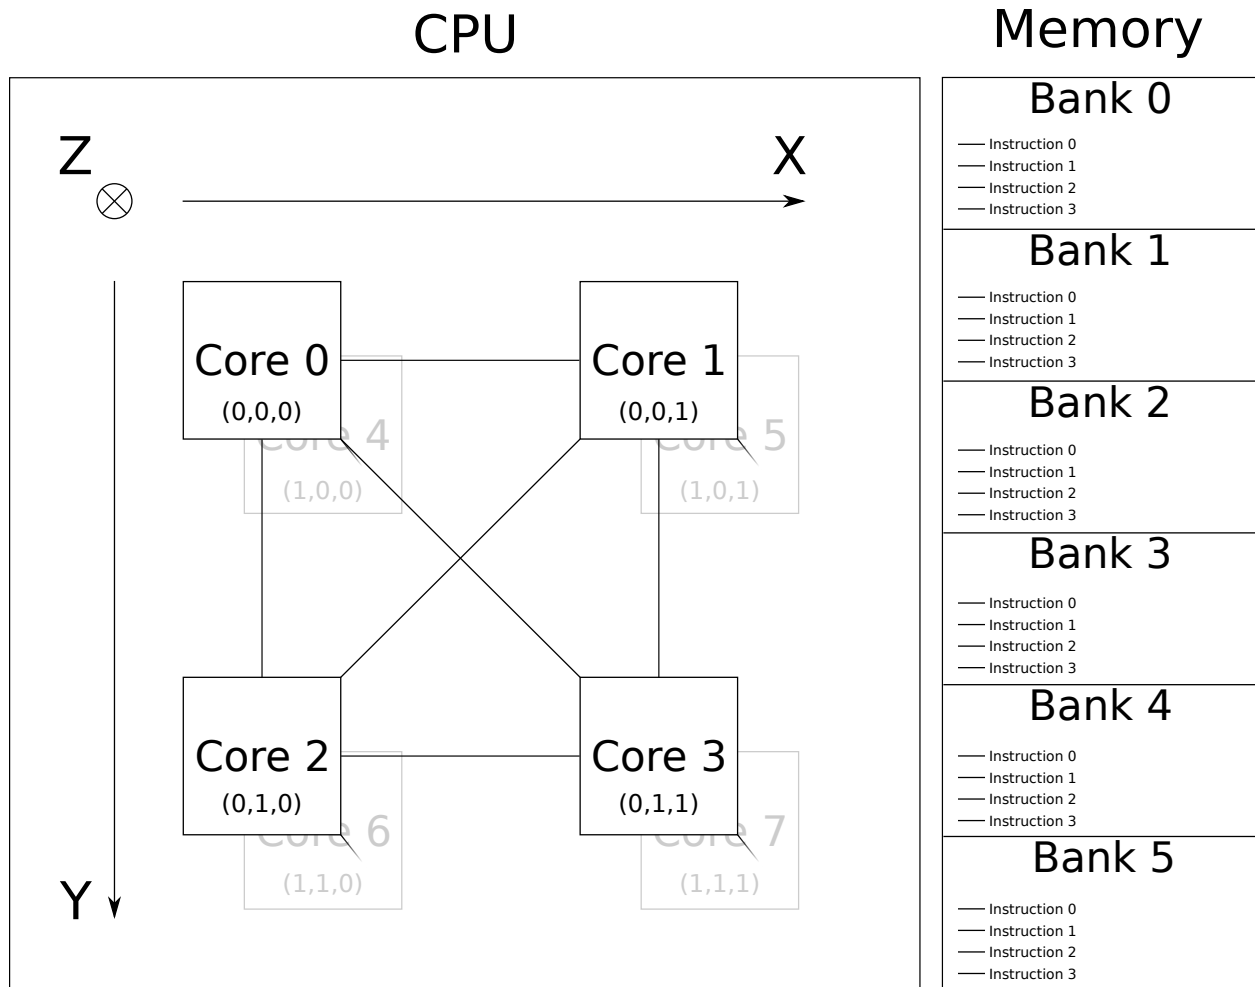 CPU
Memory
Z
X
Y
Core 0
(0,0,0)
Core 1
(0,0,1)
Core 4
(1,0,0)
Core 5
(1,0,1)
Core 2
(0,1,0)
Core 3
(0,1,1)
Core 6
(1,1,0)
Core 7
(1,1,1)
Bank 0
Instruction 0
Instruction 1
Instruction 2
Instruction 3
Bank 1
Instruction 0
Instruction 1
Instruction 2
Instruction 3
Bank 2
Instruction 0
Instruction 1
Instruction 2
Instruction 3
Bank 3
Instruction 0
Instruction 1
Instruction 2
Instruction 3
Bank 4
Instruction 0
Instruction 1
Instruction 2
Instruction 3
Bank 5
Instruction 0
Instruction 1
Instruction 2
Instruction 3